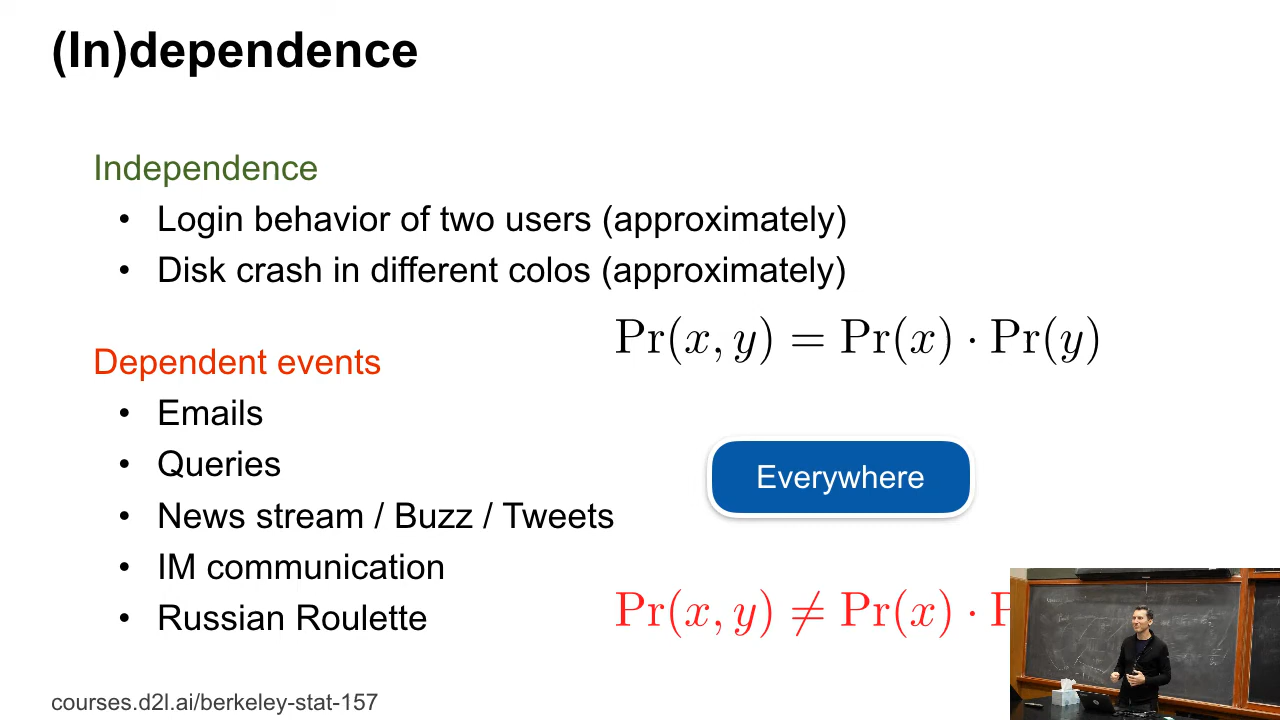 (In)dependence
Independence
• Login behavior of two users (approximately)
• Disk crash in different colos (approximately)
Pr(x, y) = Pr(x) · Pr(y)
Dependent events
• Emails
• Queries
Everywhere
• News stream / Buzz / Tweets
• IM communication
• Russian Roulette
Pr(x, y) ≠ Pr(x) ·
courses.d2l.ai/berkeley-stat-157